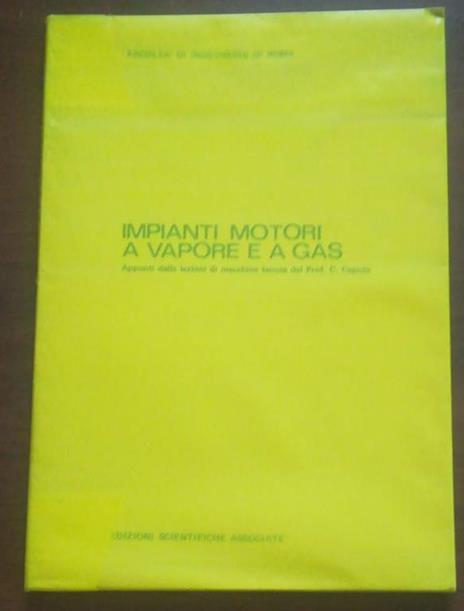 FACOLTA' DI INGEGNERIA DI ROMA
IMPIANTI MOTORI
A VAPORE E A GAS
Appunti dalle lezioni di macchine tenute dal Prof. C. Caputo
EDIZIONI SCIENTIFICHE ASSOCIATE